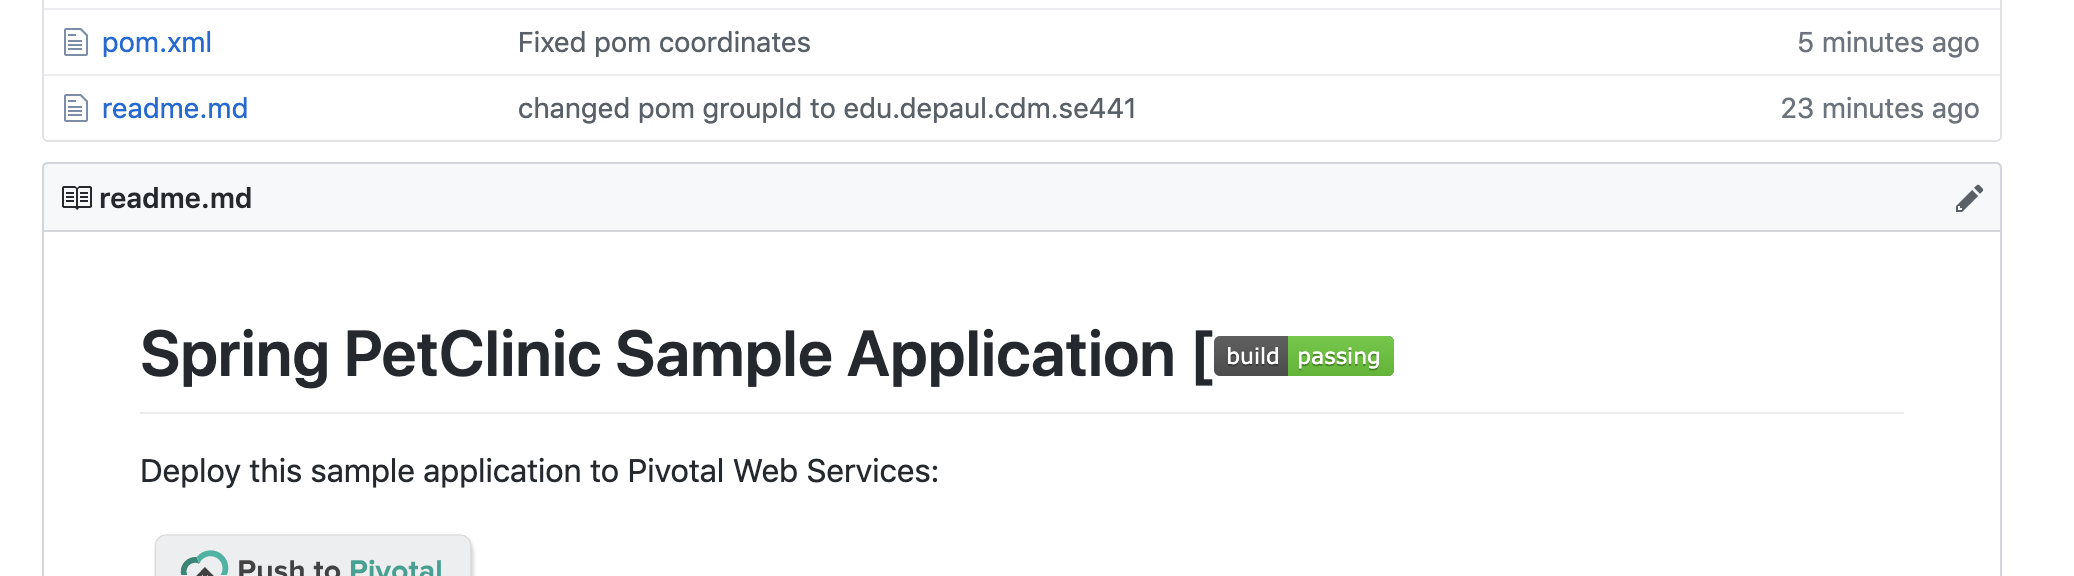 pom.xml Fixed pom coordinates 5 minutes ago
readme.md changed pom groupId to edu.depaul.cdm.se441 23 minutes ago
readme.md
Spring PetClinic Sample Application [build passing
Deploy this sample application to Pivotal Web Services:
Push to Pivotal